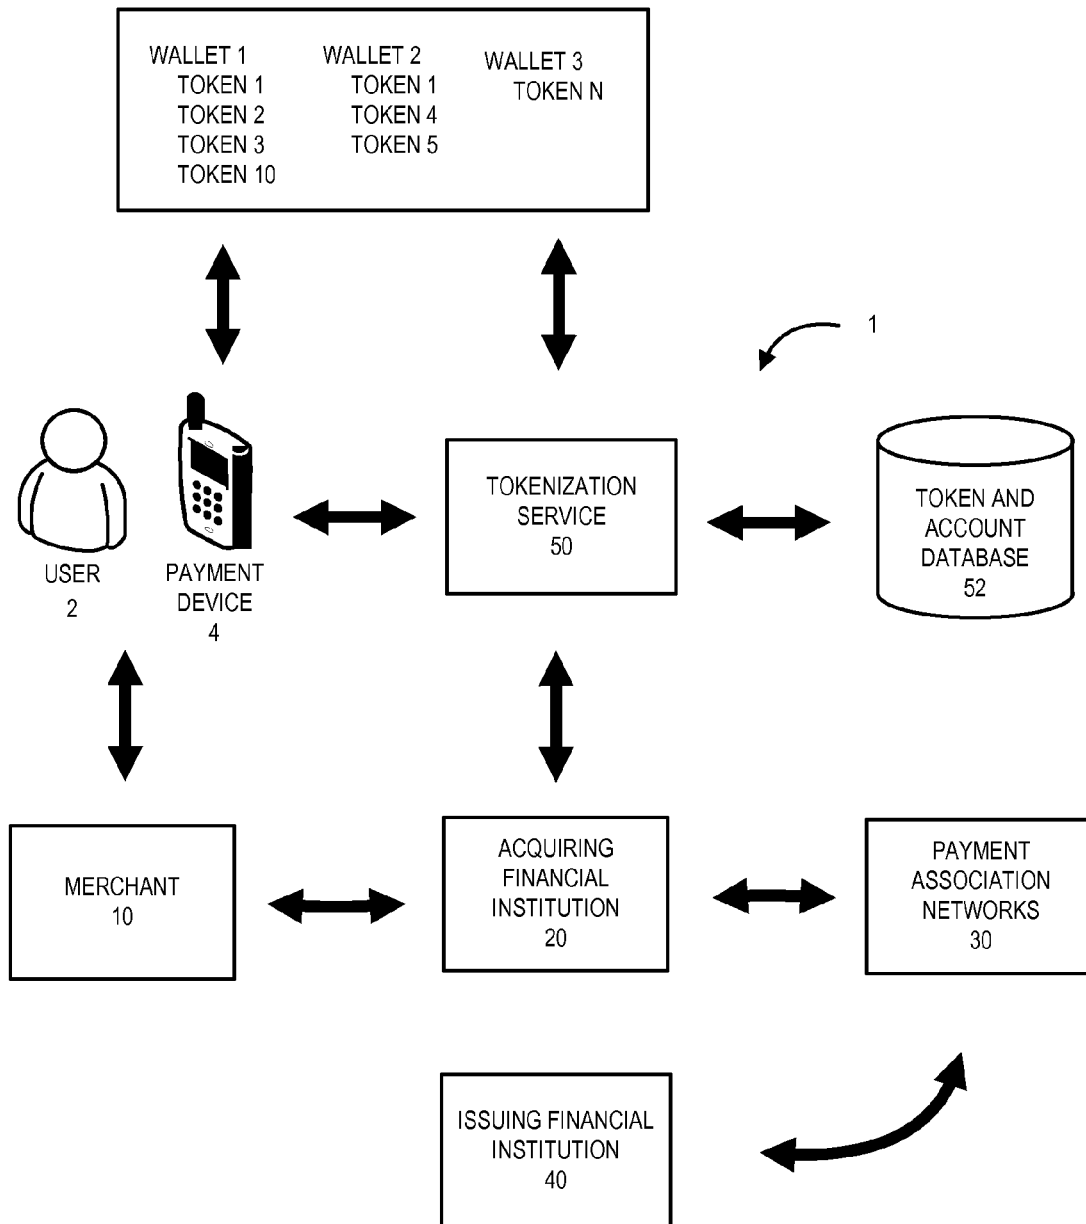 WALLET 1
TOKEN 1
TOKEN 2
TOKEN 3
TOKEN 10
WALLET 2
TOKEN 1
TOKEN 4
TOKEN 5
WALLET 3
TOKEN N
1
USER
2
PAYMENT
DEVICE
4
TOKENIZATION
SERVICE
50
TOKEN AND
ACCOUNT
DATABASE
52
MERCHANT
10
ACQUIRING
FINANCIAL
INSTITUTION
20
PAYMENT
ASSOCIATION
NETWORKS
30
ISSUING FINANCIAL
INSTITUTION
40